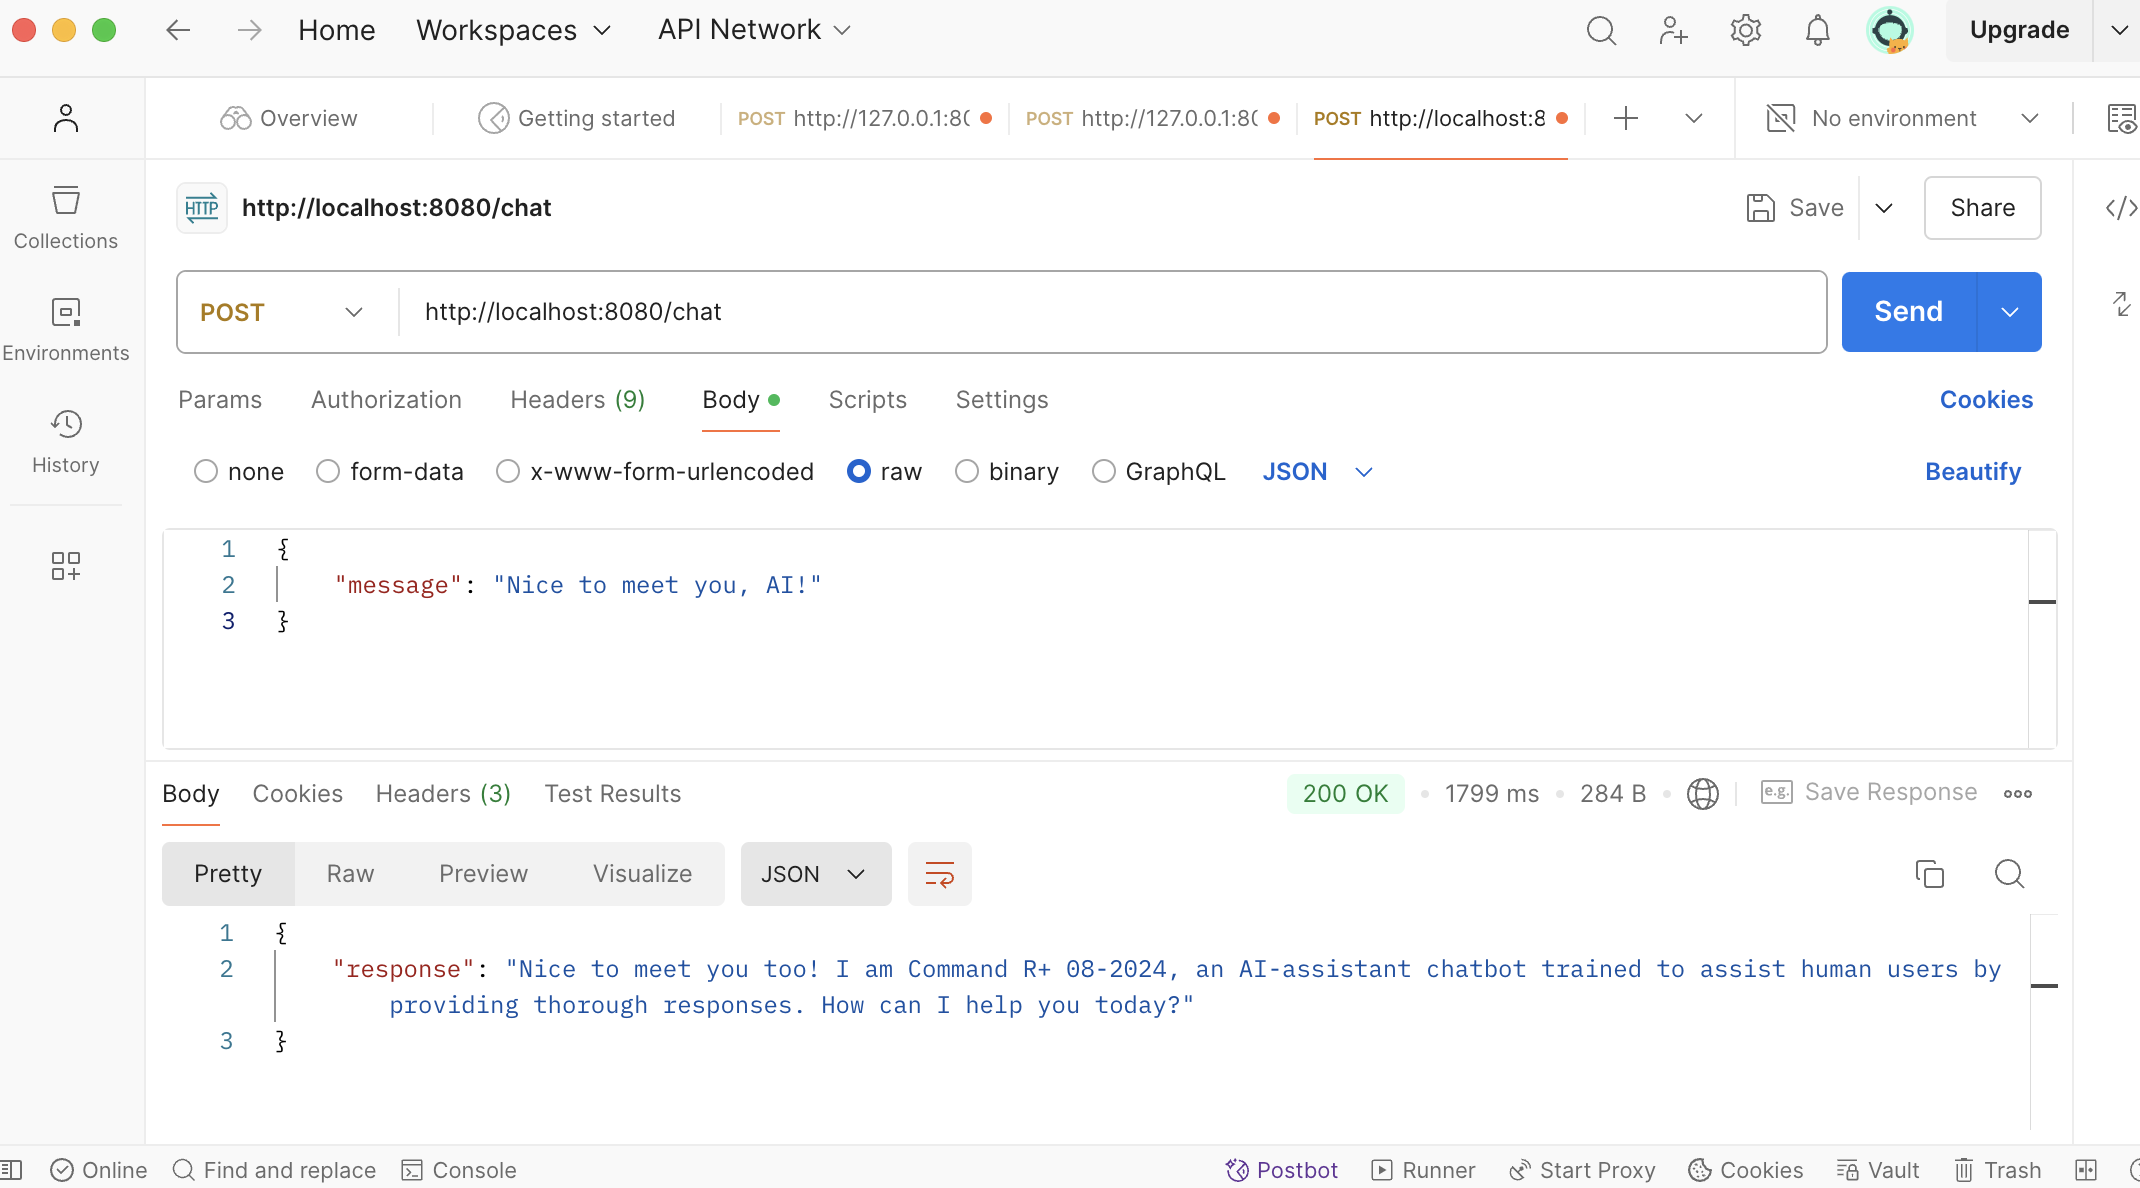 Home Workspaces API Network Upgrade
Overview Getting started POST http://127.0.0.1:80 POST http://127.0.0.1:80 POST http://localhost:8 No environment
HTTP http://localhost:8080/chat Save Share
POST http://localhost:8080/chat Send
Params Authorization Headers (9) Body Scripts Settings Cookies
none form-data x-www-form-urlencoded raw binary GraphQL JSON Beautify
Collections
Environments
History
1 {
2 "message": "Nice to meet you, AI!"
3 }
Body Cookies Headers (3) Test Results 200 OK 1799 ms 284 B e.g. Save Response
Pretty Raw Preview Visualize JSON
1 {
2 "response": "Nice to meet you too! I am Command R+ 08-2024, an AI-assistant chatbot trained to assist human users by
providing thorough responses. How can I help you today?"
3 }
Online Find and replace Console Postbot Runner Start Proxy Cookies Vault Trash